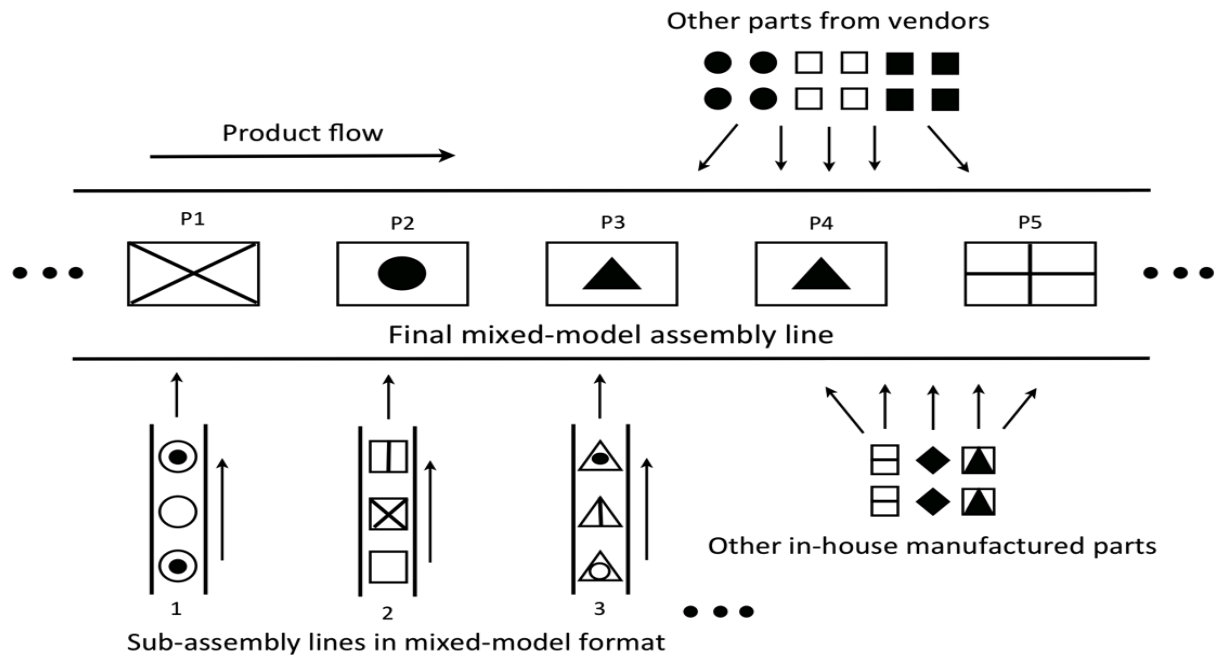 Other parts from vendors
Product flow
P1 P2 P3 P4 P5
Final mixed-model assembly line
Other in-house manufactured parts
1 2 3
Sub-assembly lines in mixed-model format